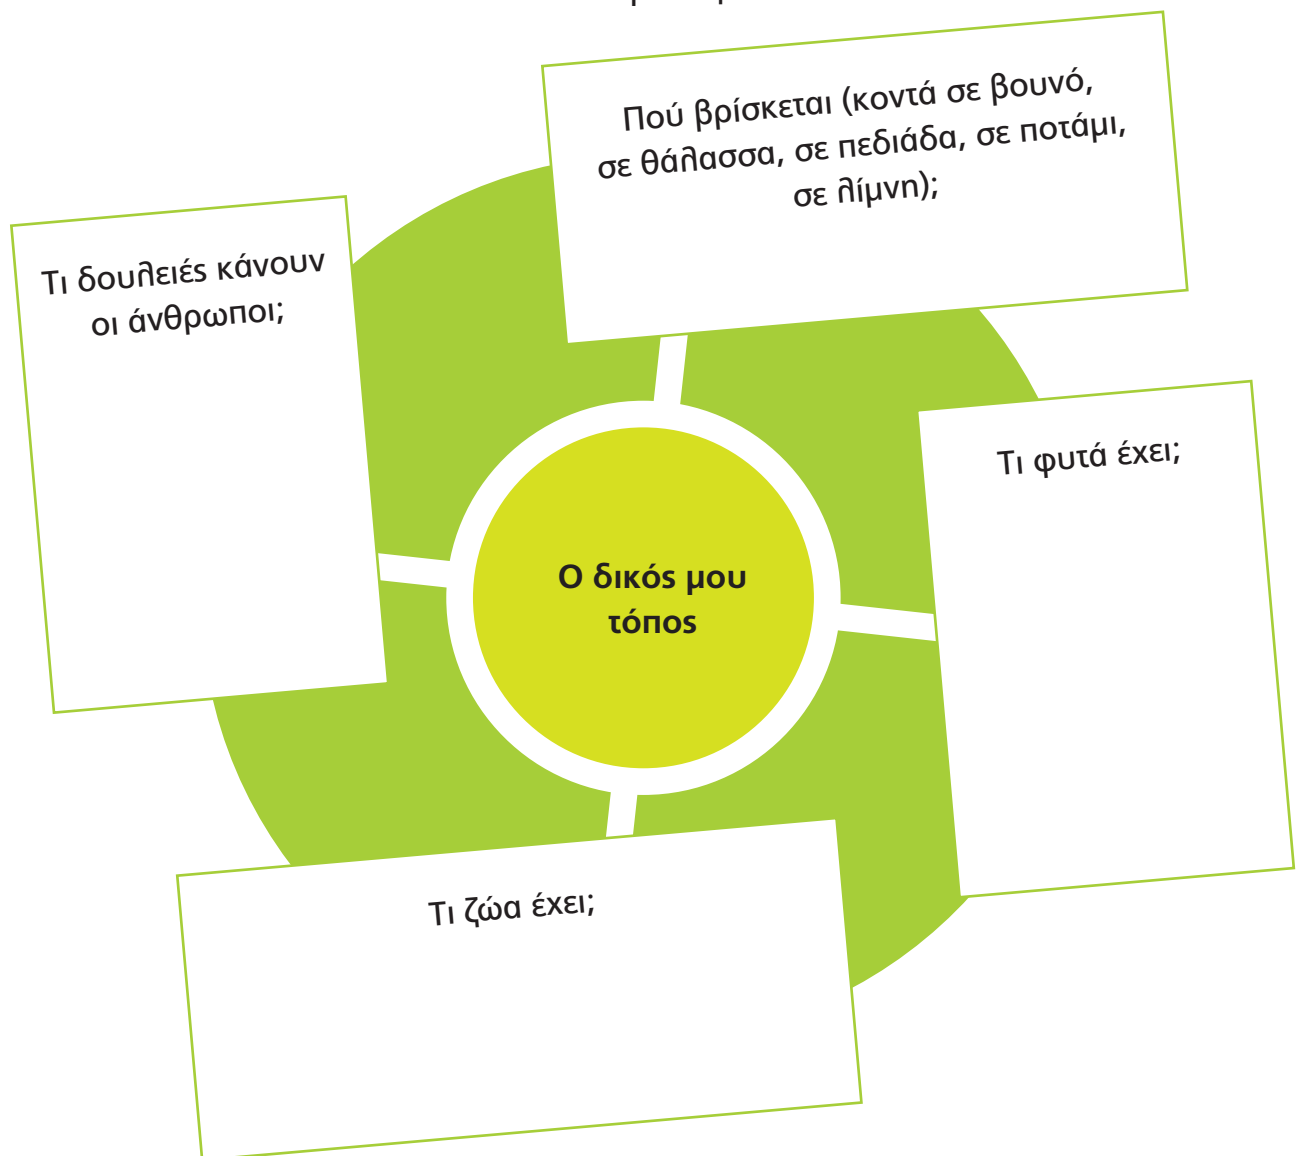 Πού βρίσκεται (κοντά σε βουνό,
σε θάλασσα, σε πεδιάδα, σε ποτάμι,
σε λίμνη);
Τι δουλειές κάνουν
οι άνθρωποι;
Τι φυτά έχει;
Ο δικός μου
τόπος
Τι ζώα έχει;